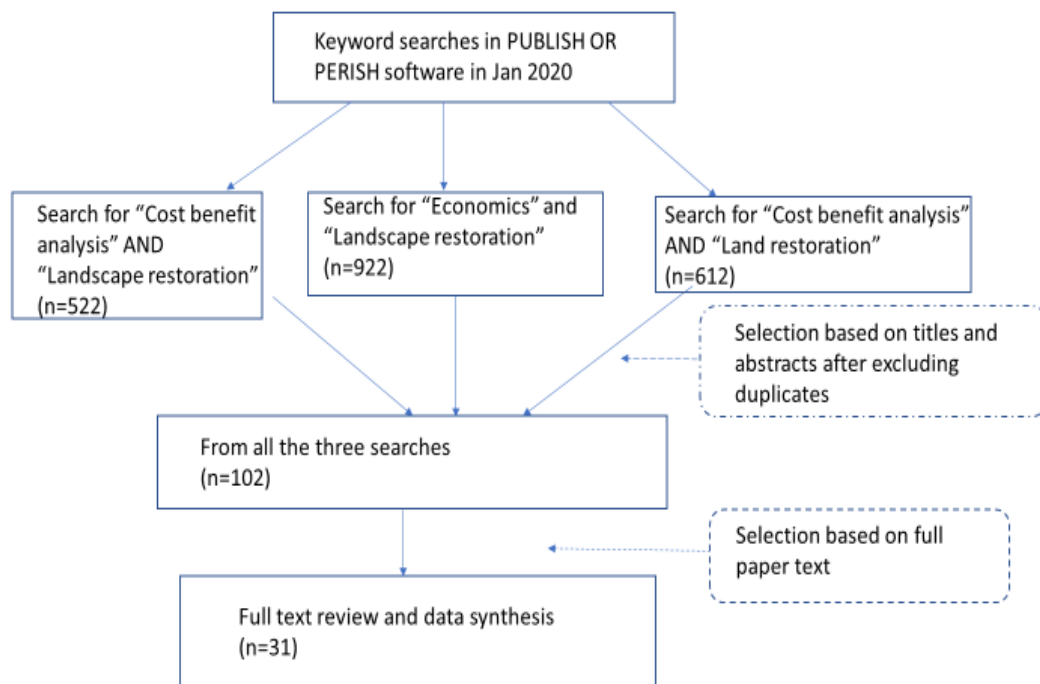 Keyword searches in PUBLISH OR
PERISH software in Jan 2020
Search for “Cost benefit
analysis” AND
“Landscape restoration”
(n=522)
Search for “Economics” and
“Landscape restoration”
(n=922)
Search for “Cost benefit analysis”
AND “Land restoration”
(n=612)
Selection based on titles and
abstracts after excluding
duplicates
From all the three searches
(n=102)
Selection based on full
paper text
Full text review and data synthesis
(n=31)